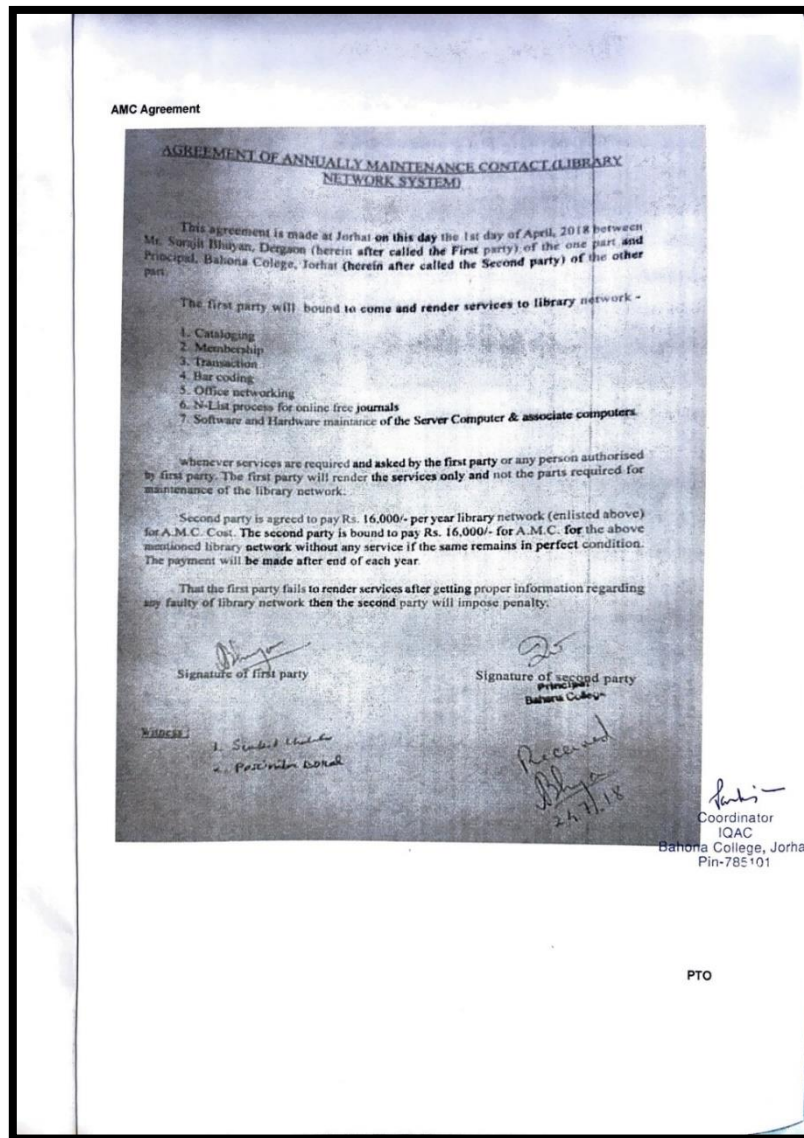 AMC Agreement
AGREEMENT OF ANNUALLY MAINTENANCE CONTACT (LIBRARY
NETWORK SYSTEM)
This agreement is made at Jorhat on this day the 1st day of April, 2018 between
Mr. Sorajit Bhuyan, Dergaon (herein after called the First party) of the one part and
Principal, Bahona Colege, Jorhat (herein after called the Second party) of the other
part.
The first party will bound to come and render services to library network -
1. Cataloging
2. Membership
3. Transaction
4. Bar coding
5. Office networking
6. N-List process for online free journals
7. Software and Hardware maintance of the Server Computer & associate computers.
whenever services are required and asked by the first party or any person authorised
by first party. The first party will render the services only and not the parts required for
maintenance of the library network.
Second party is agreed to pay Rs. 16,000/- per year library network (enlisted above)
for A.M.C. Cost. The second party is bound to pay Rs. 16,000/- for A.M.C. for the above
mentioned library network without any service if the same remains in perfect condition.
The payment will be made after end of each year.
That the first party fails to render services after getting proper information regarding
any faulty of library network then the second party will impose penalty.
Bhuyan
Signature of first party
Signature of second party
Principal
Bahona College
Witness :
1.
2.
Received
24.7.18
Coordinator
IQAC
Bahona College, Jorha
Pin-785101
PTO